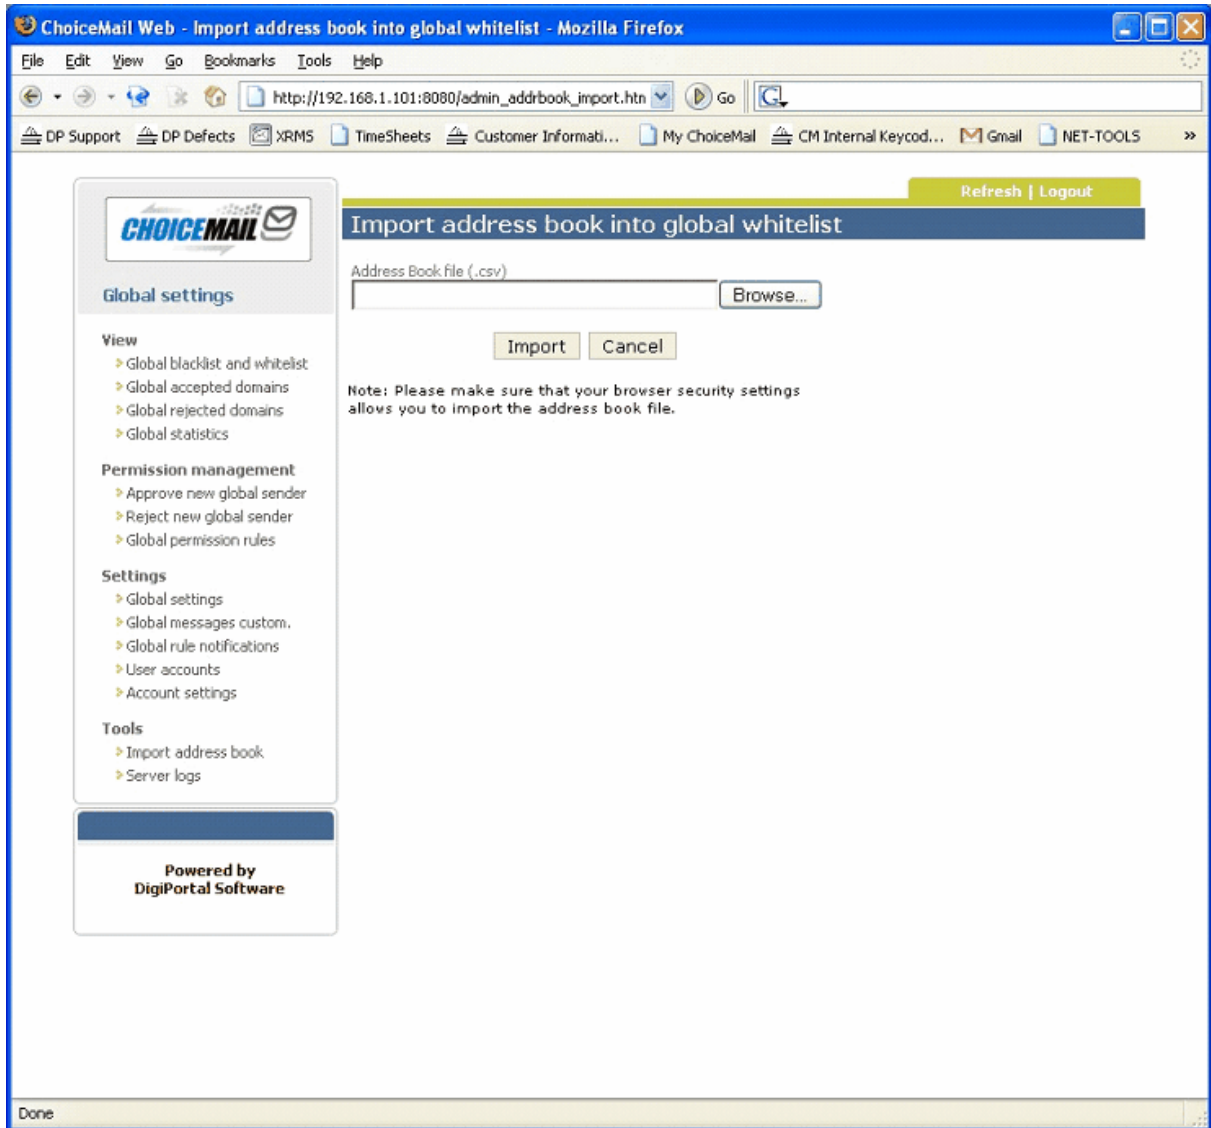 ChoiceMail Web - Import address book into global whitelist - Mozilla Firefox
File Edit View Go Bookmarks Tools Help
http://192.168.1.101:8080/admin_addrbook_import.htn Go G
DP Support DP Defects XRMS TimeSheets Customer Informati... My ChoiceMail CM Internal Keycod... Gmail NET-TOOLS »
Refresh | Logout
CHOICEMAIL
Import address book into global whitelist
Address Book file (.csv)
Browse...
Import Cancel
Note: Please make sure that your browser security settings
allows you to import the address book file.
Global settings
View
Global blacklist and whitelist
Global accepted domains
Global rejected domains
Global statistics
Permission management
Approve new global sender
Reject new global sender
Global permission rules
Settings
Global settings
Global messages custom.
Global rule notifications
User accounts
Account settings
Tools
Import address book
Server logs
Powered by
DigiPortal Software
Done